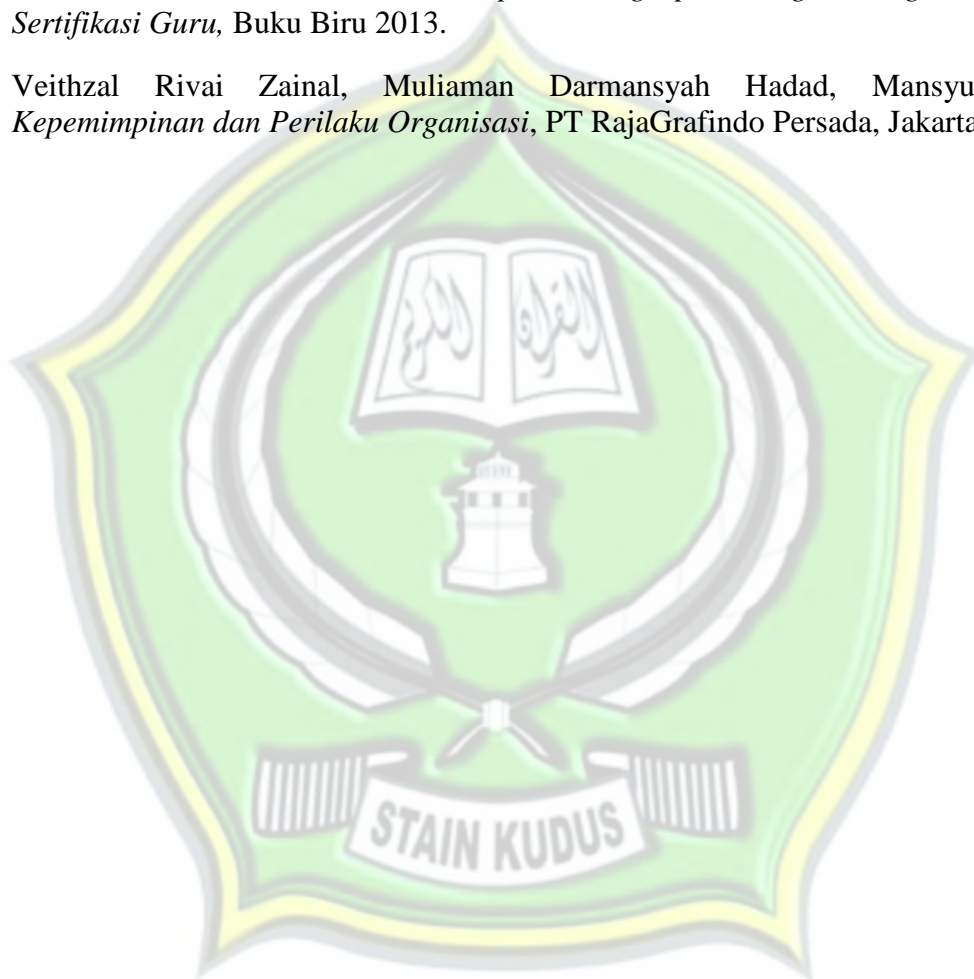 Sertifikasi Guru, Buku Biru 2013.
Veithzal Rivai Zainal, Muliaman Darmansyah Hadad, Mansyu
Kepemimpinan dan Perilaku Organisasi, PT RajaGrafindo Persada, Jakarta
STAIN KUDUS